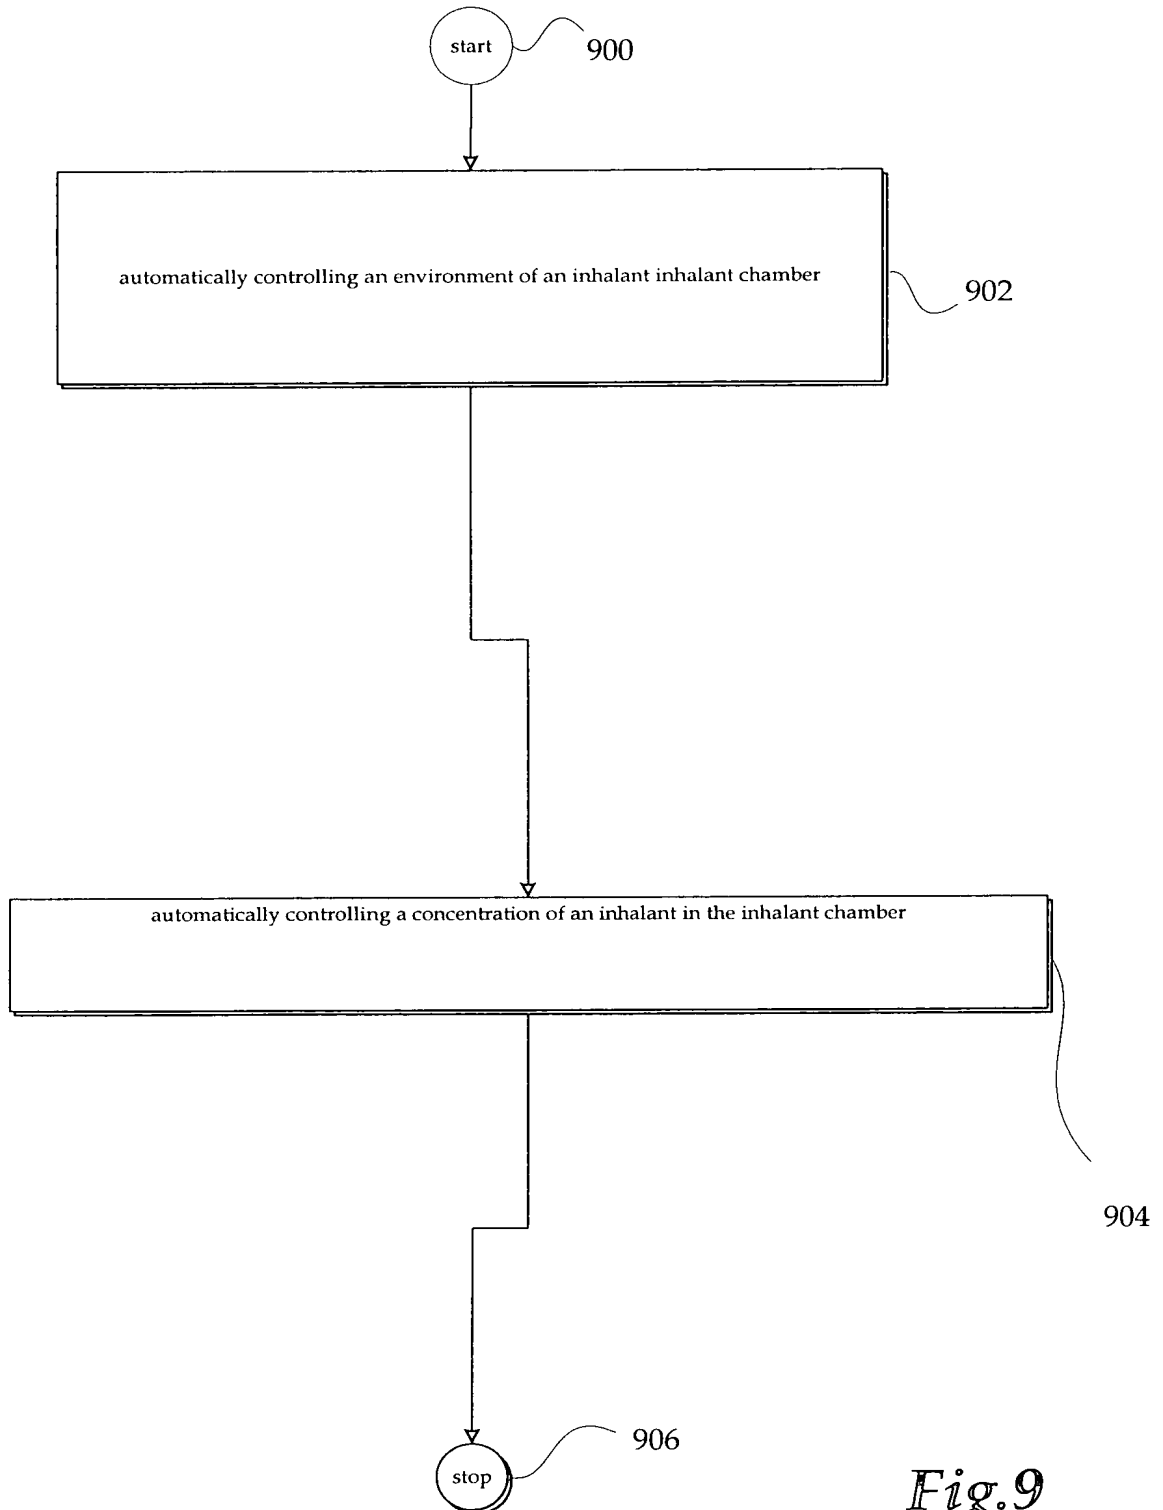 start
900
automatically controlling an environment of an inhalant inhalant chamber
902
automatically controlling a concentration of an inhalant in the inhalant chamber
904
906
stop
Fig.9